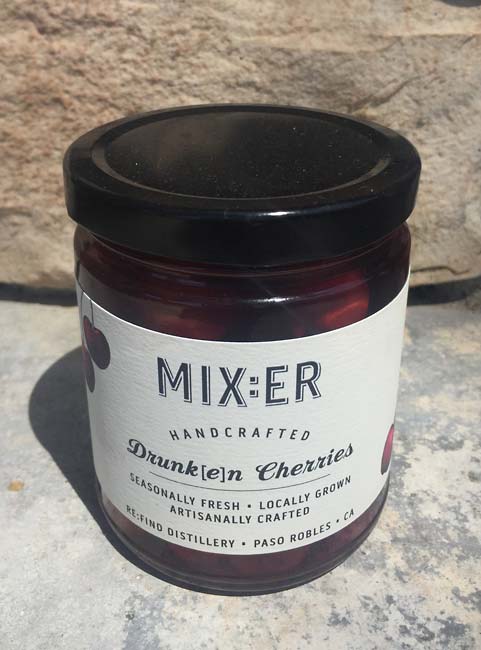 MIX:ER
HANDCRAFTED
Drunk[e]n Cherries
SEASONALLY FRESH • LOCALLY GROWN
ARTISANALLY CRAFTED
RE:FIND DISTILLERY • PASO ROBLES • CA